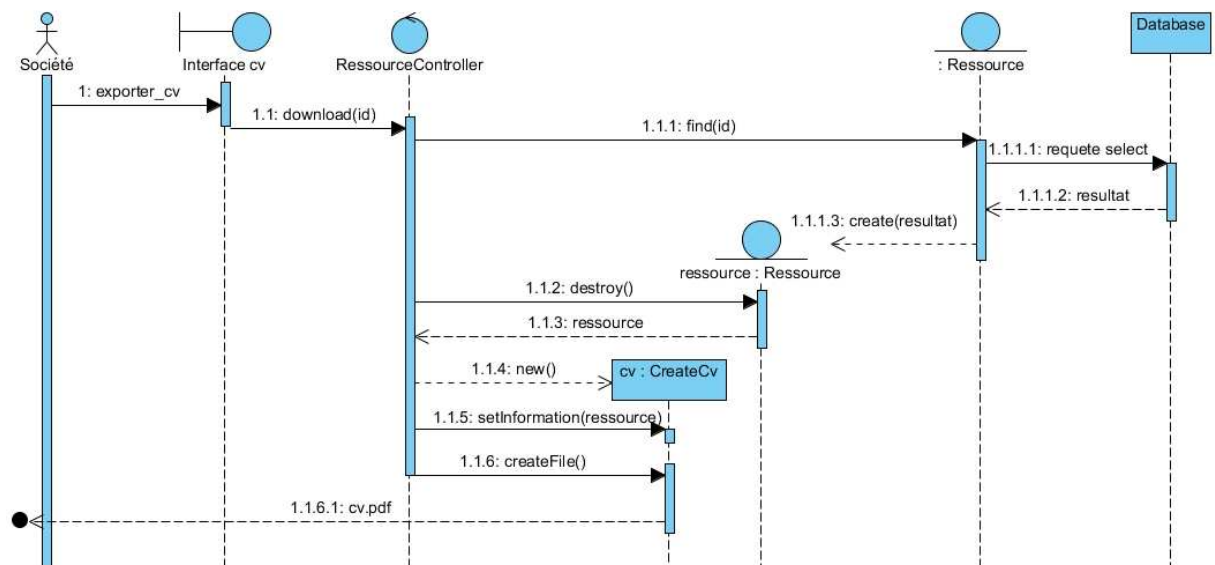 Database
Société
Interface cv
RessourceController
: Ressource
1: exporter_cv
1.1: download(id)
1.1.1: find(id)
1.1.1.1: requete select
1.1.1.2: resultat
1.1.1.3: create(resultat)
ressource : Ressource
1.1.2: destroy()
1.1.3: ressource
1.1.4: new()
cv : CreateCv
1.1.5: setInformation(ressource)
1.1.6: createFile()
1.1.6.1: cv.pdf